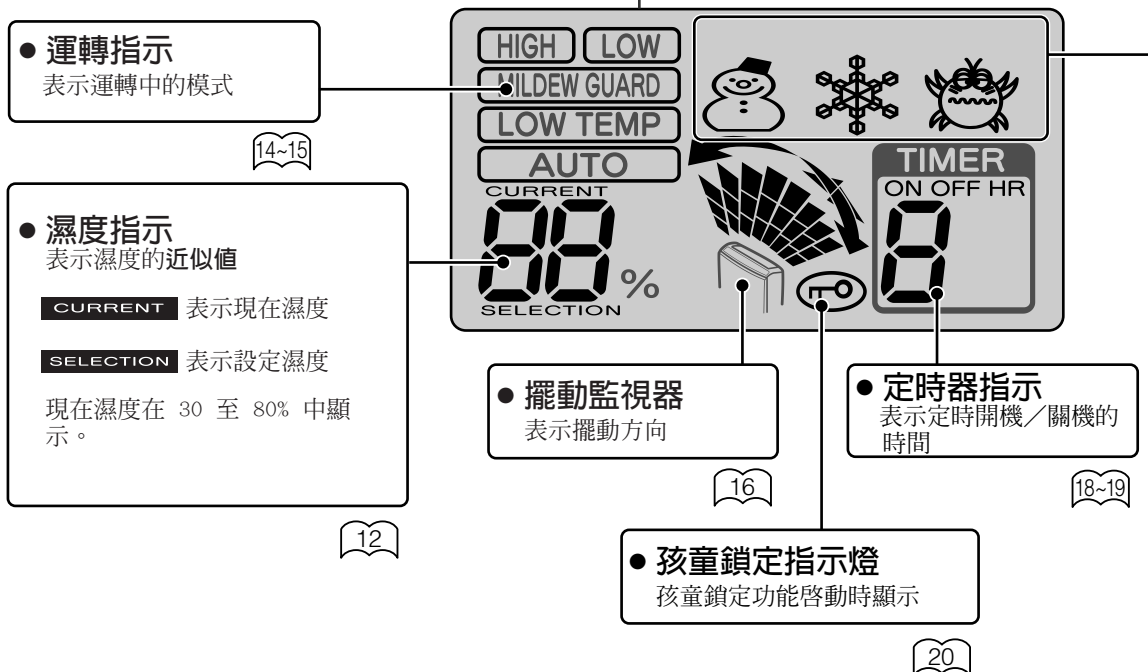 ● 運轉指示
表示運轉中的模式
14~15
● 濕度指示
表示濕度的近似值
CURRENT 表示現在濕度
SELECTION 表示設定濕度
現在濕度在 30 至 80% 中顯
示。
12
HIGH LOW
MILDEW GUARD
LOW TEMP
AUTO
CURRENT
88%
SELECTION
TIMER
ON OFF HR
8
● 擺動監視器
表示擺動方向
16
● 定時器指示
表示定時開機／關機的
時間
18~19
● 孩童鎖定指示燈
孩童鎖定功能啓動時顯示
20